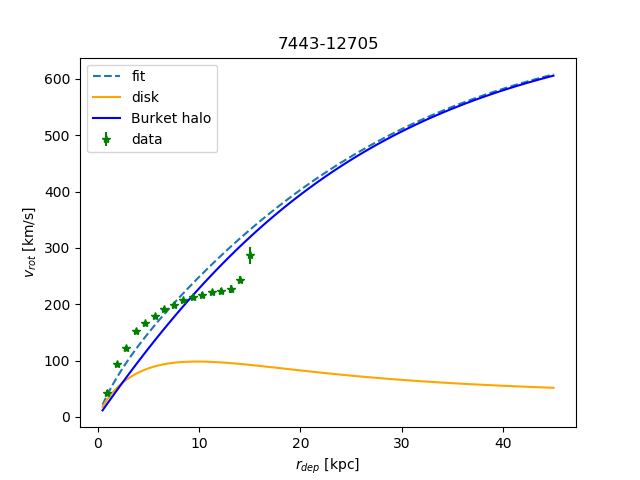 7443-12705
fit
disk
Burket halo
data
600
500
400
300
200
100
0
v_rot [km/s]
0 10 20 30 40
r_dep [kpc]